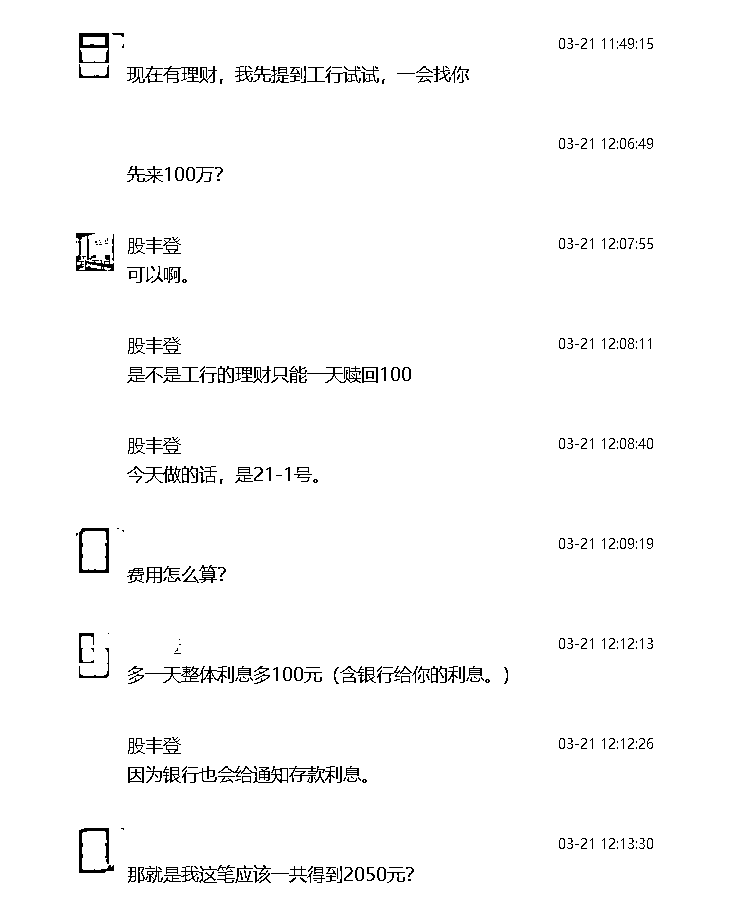 03-21 11:49:15
现在有理财，我先提到工行试试，一会找你
03-21 12:06:49
先来100万？
股丰登 03-21 12:07:55
可以啊。
股丰登 03-21 12:08:11
是不是工行的理财只能一天赎回100
股丰登 03-21 12:08:40
今天做的话，是21-1号。
03-21 12:09:19
费用怎么算？
03-21 12:12:13
多一天整体利息多100元（含银行给你的利息。）
股丰登 03-21 12:12:26
因为银行也会给通知存款利息。
03-21 12:13:30
那就是我这笔应该一共得到2050元？